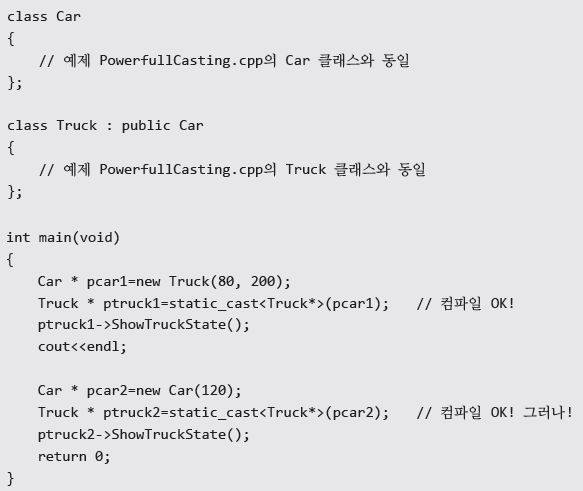 class Car
{
    // 예제 PowerfullCasting.cpp의 Car 클래스와 동일
};

class Truck : public Car
{
    // 예제 PowerfullCasting.cpp의 Truck 클래스와 동일
};

int main(void)
{
    Car * pcar1=new Truck(80, 200);
    Truck * ptruck1=static_cast<Truck*>(pcar1);   // 컴파일 OK!
    ptruck1->ShowTruckState();
    cout<<endl;

    Car * pcar2=new Car(120);
    Truck * ptruck2=static_cast<Truck*>(pcar2);   // 컴파일 OK! 그러나!
    ptruck2->ShowTruckState();
    return 0;
}